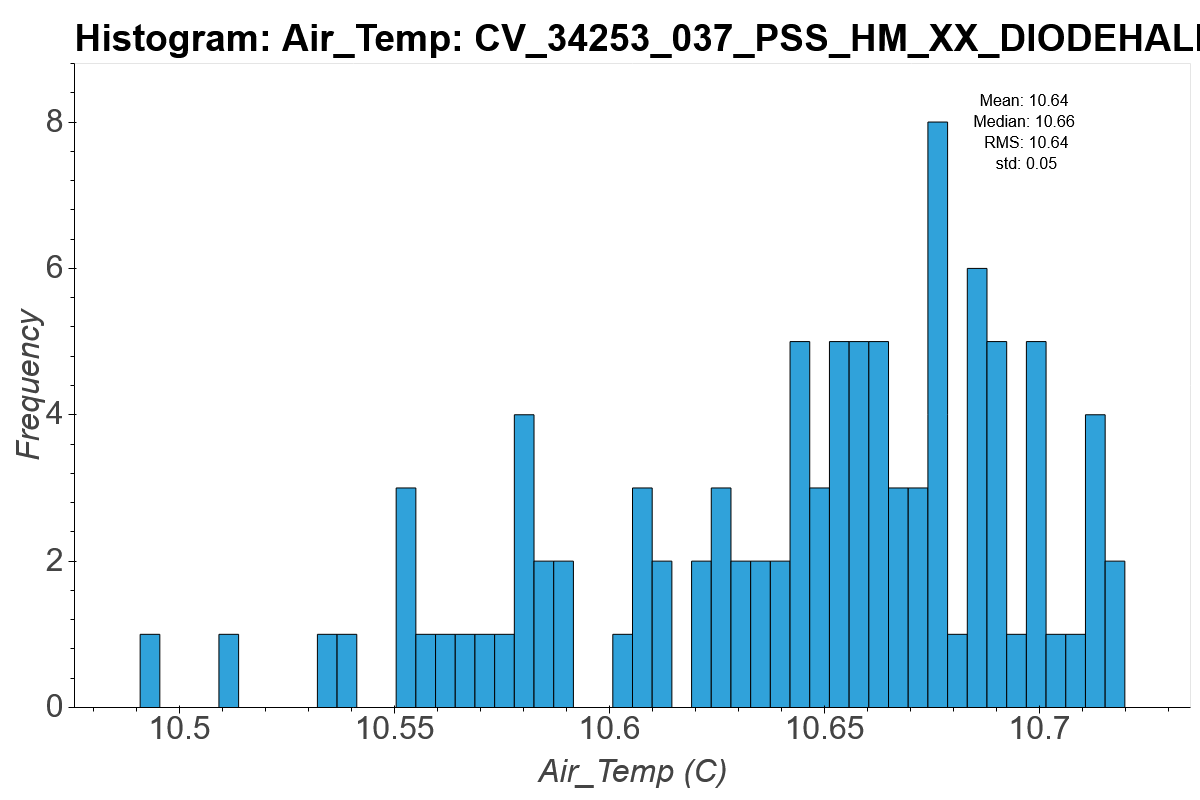 Histogram: Air_Temp: CV_34253_037_PSS_HM_XX_DIODEHAL
Mean: 10.64
Median: 10.66
RMS: 10.64
std: 0.05
8
6
4
2
0
Frequency
10.5 10.55 10.6 10.65 10.7
Air_Temp (C)